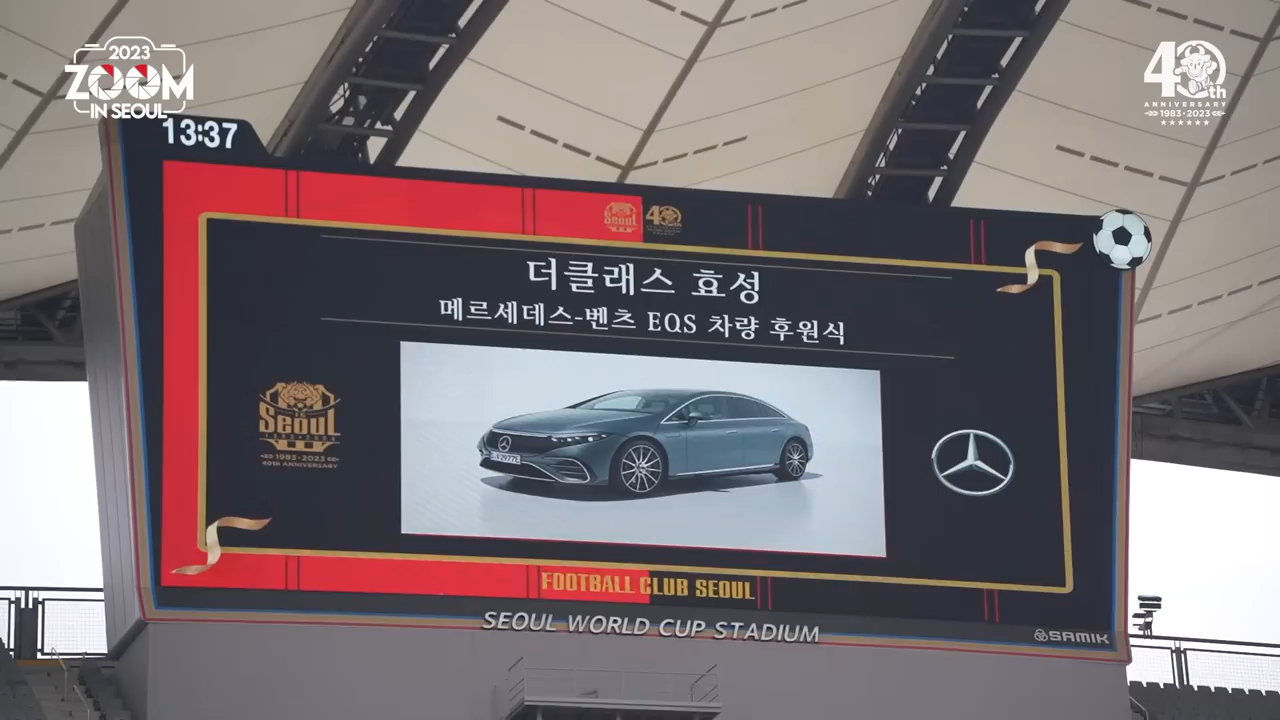 2023
ZOOM
IN SEOUL
40th
ANNIVERSARY
1983-2023
13:37
Seoul
40
더클래스 효성
메르세데스-벤츠 EQS 차량 후원식
Seoul
1983-2023
40th ANNIVERSARY
FOOTBALL CLUB SEOUL
SEOUL WORLD CUP STADIUM
SAMIK